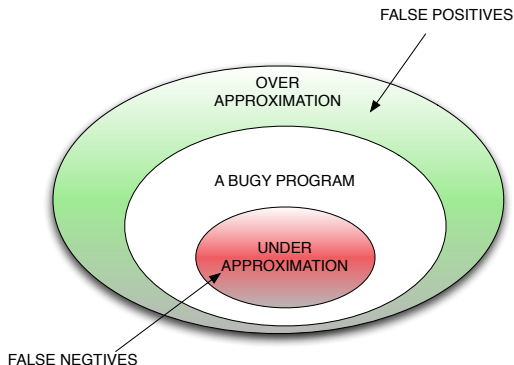 FALSE POSITIVES
OVER
APPROXIMATION
A BUGY PROGRAM
UNDER
APPROXIMATION
FALSE NEGTIVES